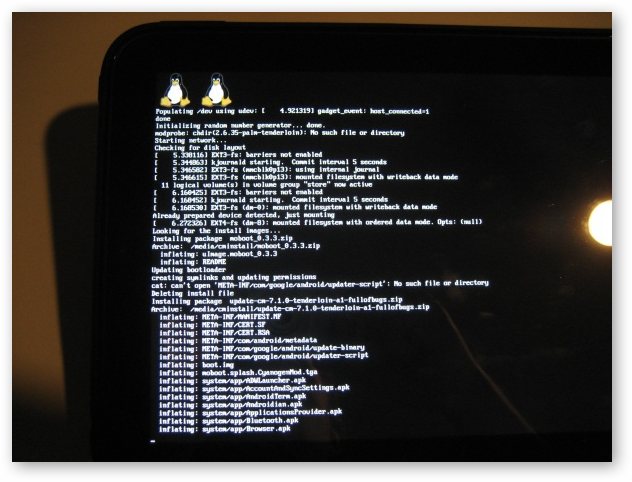 Populating /dev using udev: [    4.921319] gadget_event: host_connected=1
done
Initializing random number generator... done.
modprobe: chdir(2.6.35-palm-tenderloin): No such file or directory
Starting network...
Checking for disk layout
[    5.338116] EXT3-fs: barriers not enabled
[    5.344863] kjournald starting.  Commit interval 5 seconds
[    5.346582] EXT3-fs (mmcblk0p13): using internal journal
[    5.346615] EXT3-fs (mmcblk0p13): mounted filesystem with writeback data mode
  11 logical volume(s) in volume group "store" now active
[    6.168425] EXT3-fs: barriers not enabled
[    6.168452] kjournald starting.  Commit interval 5 seconds
[    6.168530] EXT3-fs (dm-0): mounted filesystem with writeback data mode
Already prepared device detected, just mounting
[    6.272326] EXT4-fs (dm-8): mounted filesystem with ordered data mode. Opts: (null)
Looking for the install images...
Installing package  moboot_0.3.3.zip
Archive:  /media/cminstall/moboot_0.3.3.zip
  inflating: uImage.moboot_0.3.3
  inflating: README
Updating bootloader
creating symlinks and updating permissions
cat: can't open 'META-INF/com/google/android/updater-script': No such file or directory
Deleting install file
Installing package  update-cm-7.1.0-tenderloin-a1-fullofbugs.zip
Archive:  /media/cminstall/update-cm-7.1.0-tenderloin-a1-fullofbugs.zip
  inflating: META-INF/MANIFEST.MF
  inflating: META-INF/CERT.SF
  inflating: META-INF/CERT.RSA
  inflating: META-INF/com/android/metadata
  inflating: META-INF/com/google/android/update-binary
  inflating: META-INF/com/google/android/updater-script
  inflating: boot.img
  inflating: moboot.splash.CyanogenMod.tga
  inflating: system/app/ADWLauncher.apk
  inflating: system/app/AccountAndSyncSettings.apk
  inflating: system/app/AndroidTerm.apk
  inflating: system/app/Androidian.apk
  inflating: system/app/ApplicationsProvider.apk
  inflating: system/app/Bluetooth.apk
  inflating: system/app/Browser.apk